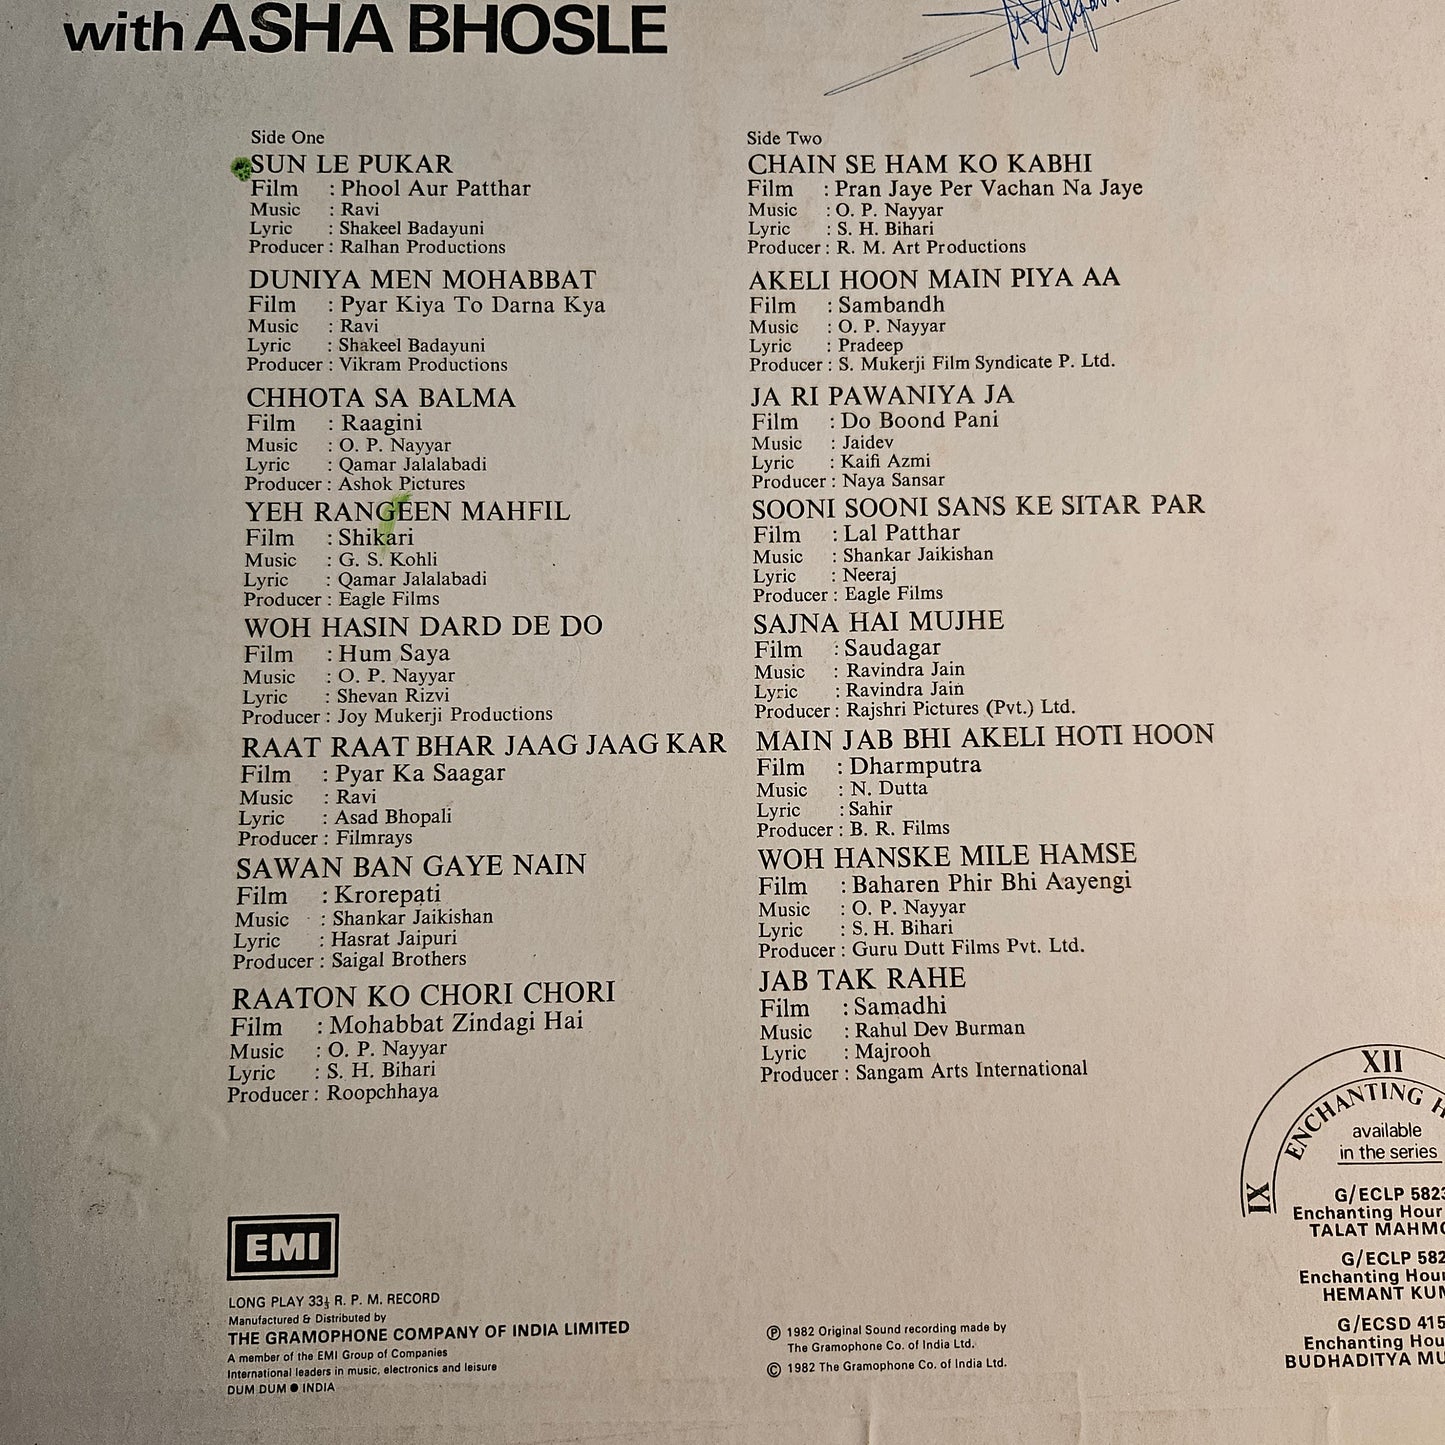 with ASHA BHOSLE
Side One
SUN LE PUKAR
Film : Phool Aur Patthar
Music : Ravi
Lyric : Shakeel Badayuni
Producer : Ralhan Productions
DUNIYA MEN MOHABBAT
Film : Pyar Kiya To Darna Kya
Music : Ravi
Lyric : Shakeel Badayuni
Producer : Vikram Productions
CHHOTA SA BALMA
Film : Raagini
Music : O. P. Nayyar
Lyric : Qamar Jalalabadi
Producer : Ashok Pictures
YEH RANGEEN MAHFIL
Film : Shikari
Music : G. S. Kohli
Lyric : Qamar Jalalabadi
Producer : Eagle Films
WOH HASIN DARD DE DO
Film : Hum Saya
Music : O. P. Nayyar
Lyric : Shevan Rizvi
Producer : Joy Mukerji Productions
RAAT RAAT BHAR JAAG JAAG KAR
Film : Pyar Ka Saagar
Music : Ravi
Lyric : Asad Bhopali
Producer : Filmrays
SAWAN BAN GAYE NAIN
Film : Krorepati
Music : Shankar Jaikishan
Lyric : Hasrat Jaipuri
Producer : Saigal Brothers
RAATON KO CHORI CHORI
Film : Mohabbat Zindagi Hai
Music : O. P. Nayyar
Lyric : S. H. Bihari
Producer : Roopchhaya
Side Two
CHAIN SE HAM KO KABHI
Film : Pran Jaye Per Vachan Na Jaye
Music : O. P. Nayyar
Lyric : S. H. Bihari
Producer : R. M. Art Productions
AKELI HOON MAIN PIYA AA
Film : Sambandh
Music : O. P. Nayyar
Lyric : Pradeep
Producer : S. Mukerji Film Syndicate P. Ltd.
JA RI PAWANIYA JA
Film : Do Boond Pani
Music : Jaidev
Lyric : Kaifi Azmi
Producer : Naya Sansar
SOONI SOONI SANS KE SITAR PAR
Film : Lal Patthar
Music : Shankar Jaikishan
Lyric : Neeraj
Producer : Eagle Films
SAJNA HAI MUJHE
Film : Saudagar
Music : Ravindra Jain
Lyric : Ravindra Jain
Producer : Rajshri Pictures (Pvt.) Ltd.
MAIN JAB BHI AKELI HOTI HOON
Film : Dharmputra
Music : N. Dutta
Lyric : Sahir
Producer : B. R. Films
WOH HANSKE MILE HAMSE
Film : Baharen Phir Bhi Aayengi
Music : O. P. Nayyar
Lyric : S. H. Bihari
Producer : Guru Dutt Films Pvt. Ltd.
JAB TAK RAHE
Film : Samadhi
Music : Rahul Dev Burman
Lyric : Majrooh
Producer : Sangam Arts International
XII
ENCHANTING H
IX
available
in the series
G/ECLP 582
Enchanting Hour
TALAT MAHMO
G/ECLP 582
Enchanting Hou
HEMANT KUM
G/ECSD 415
Enchanting Hou
BUDHADITYA MU
EMI
LONG PLAY 33⅓ R. P. M. RECORD
Manufactured & Distributed by
THE GRAMOPHONE COMPANY OF INDIA LIMITED
A member of the EMI Group of Companies
International leaders in music, electronics and leisure
DUM DUM ● INDIA
Ⓟ 1982 Original Sound recording made by
The Gramophone Co. of India Ltd.
© 1982 The Gramophone Co. of India Ltd.